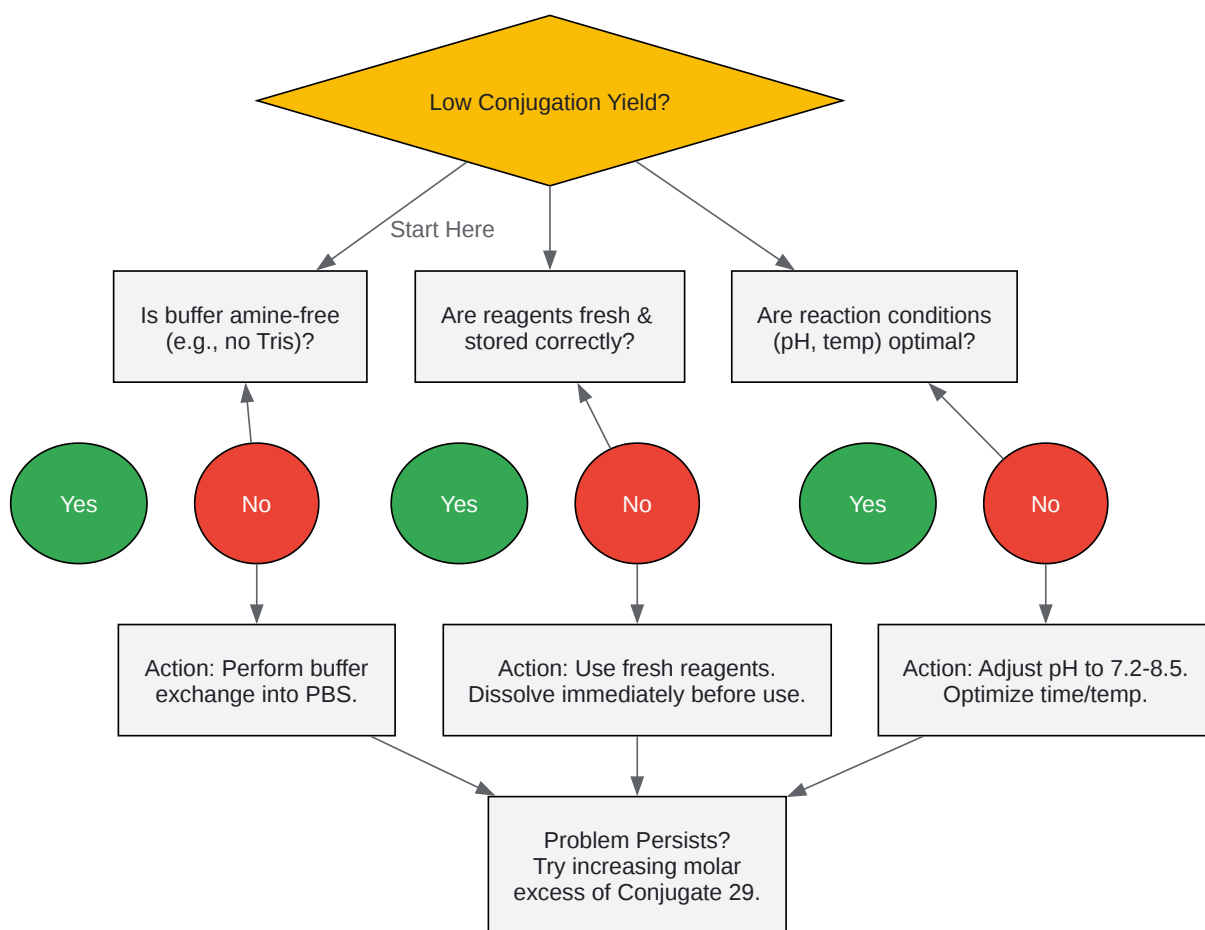 Low Conjugation Yield?
Start Here
Is buffer amine-free
(e.g., no Tris)?
Are reagents fresh &
stored correctly?
Are reaction conditions
(pH, temp) optimal?
Yes
No
Yes
No
Yes
No
Action: Perform buffer
exchange into PBS.
Action: Use fresh reagents.
Dissolve immediately before use.
Action: Adjust pH to 7.2-8.5.
Optimize time/temp.
Problem Persists?
Try increasing molar
excess of Conjugate 29.